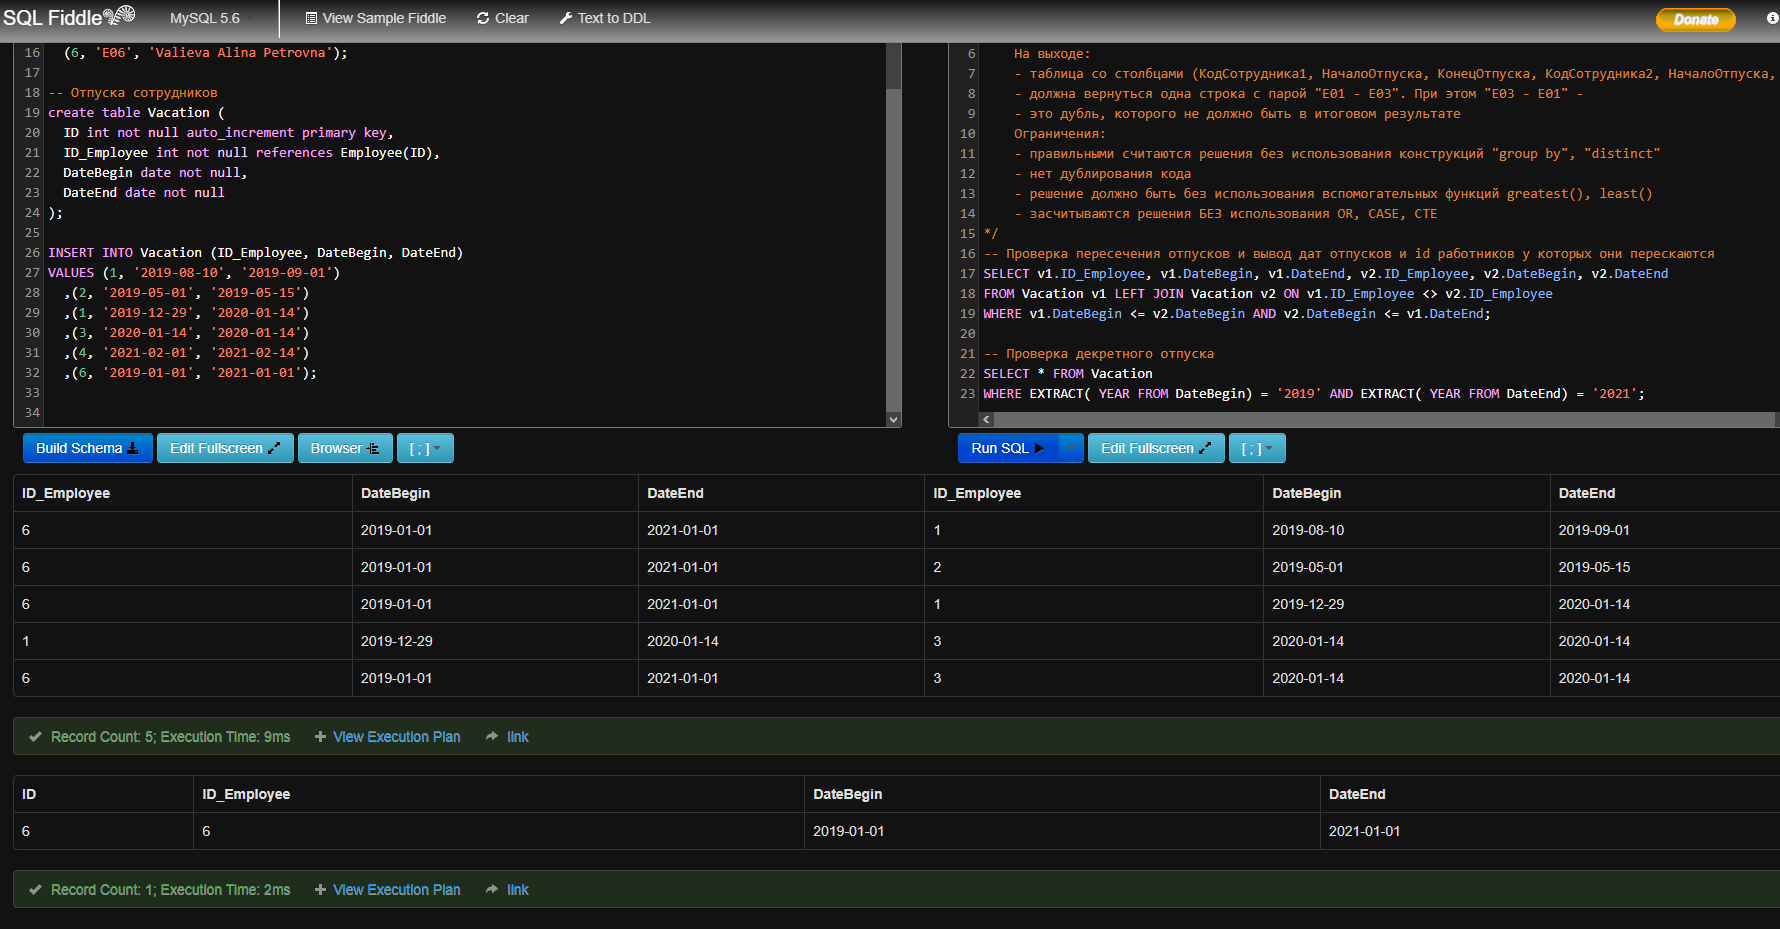 SQL Fiddle MySQL 5.6 View Sample Fiddle Clear Text to DDL Donate
16 (6, 'E06', 'Valieva Alina Petrovna');
17
18 -- Отпуска сотрудников
19 create table Vacation (
20 ID int not null auto_increment primary key,
21 ID_Employee int not null references Employee(ID),
22 DateBegin date not null,
23 DateEnd date not null
24 );
25
26 INSERT INTO Vacation (ID_Employee, DateBegin, DateEnd)
27 VALUES (1, '2019-08-10', '2019-09-01')
28 ,(2, '2019-05-01', '2019-05-15')
29 ,(1, '2019-12-29', '2020-01-14')
30 ,(3, '2020-01-14', '2020-01-14')
31 ,(4, '2021-02-01', '2021-02-14')
32 ,(6, '2019-01-01', '2021-01-01');
33
34
6 На выходе:
7 - таблица со столбцами (КодСотрудника1, НачалоОтпуска, КонецОтпуска, КодСотрудника2, НачалоОтпуска,
8 - должна вернуться одна строка с парой "E01 - E03". При этом "E03 - E01" -
9 - это дубль, которого не должно быть в итоговом результате
10 Ограничения:
11 - правильными считаются решения без использования конструкций "group by", "distinct"
12 - нет дублирования кода
13 - решение должно быть без использования вспомогательных функций greatest(), least()
14 - засчитываются решения БЕЗ использования OR, CASE, CTE
15 */
16 -- Проверка пересечения отпусков и вывод дат отпусков и id работников у которых они перескаются
17 SELECT v1.ID_Employee, v1.DateBegin, v1.DateEnd, v2.ID_Employee, v2.DateBegin, v2.DateEnd
18 FROM Vacation v1 LEFT JOIN Vacation v2 ON v1.ID_Employee <> v2.ID_Employee
19 WHERE v1.DateBegin <= v2.DateBegin AND v2.DateBegin <= v1.DateEnd;
20
21 -- Проверка декретного отпуска
22 SELECT * FROM Vacation
23 WHERE EXTRACT( YEAR FROM DateBegin) = '2019' AND EXTRACT( YEAR FROM DateEnd) = '2021';
Build Schema Edit Fullscreen Browser [ ; ] Run SQL Edit Fullscreen [ ; ]
ID_Employee DateBegin DateEnd ID_Employee DateBegin DateEnd
6 2019-01-01 2021-01-01 1 2019-08-10 2019-09-01
6 2019-01-01 2021-01-01 2 2019-05-01 2019-05-15
6 2019-01-01 2021-01-01 1 2019-12-29 2020-01-14
1 2019-12-29 2020-01-14 3 2020-01-14 2020-01-14
6 2019-01-01 2021-01-01 3 2020-01-14 2020-01-14
Record Count: 5; Execution Time: 9ms View Execution Plan link
ID ID_Employee DateBegin DateEnd
6 6 2019-01-01 2021-01-01
Record Count: 1; Execution Time: 2ms View Execution Plan link